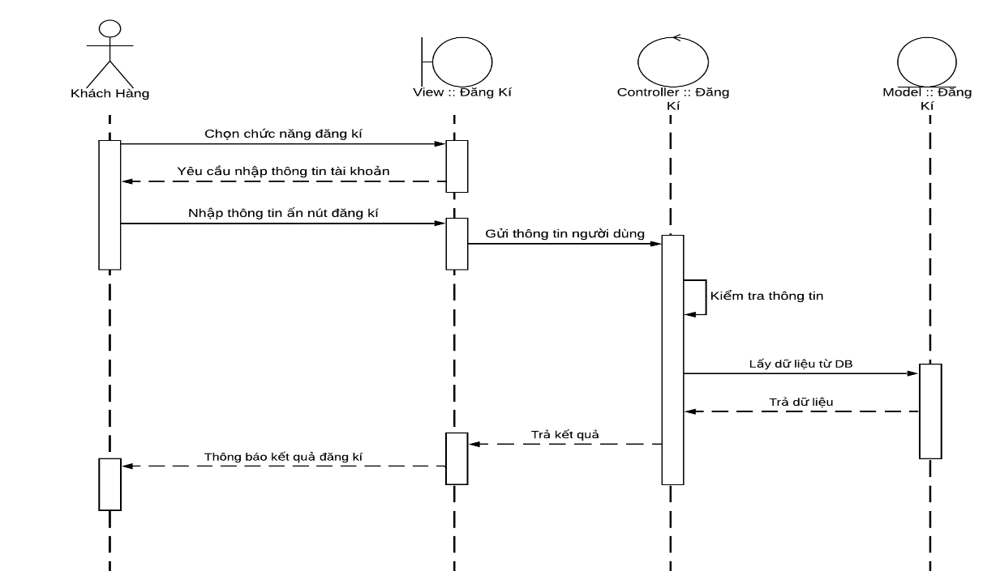 Khách Hàng
View :: Đăng Kí
Controller :: Đăng
Kí
Model :: Đăng
Kí
Chọn chức năng đăng kí
Yêu cầu nhập thông tin tài khoản
Nhập thông tin ấn nút đăng kí
Gửi thông tin người dùng
Kiểm tra thông tin
Lấy dữ liệu từ DB
Trả dữ liệu
Trả kết quả
Thông báo kết quả đăng kí